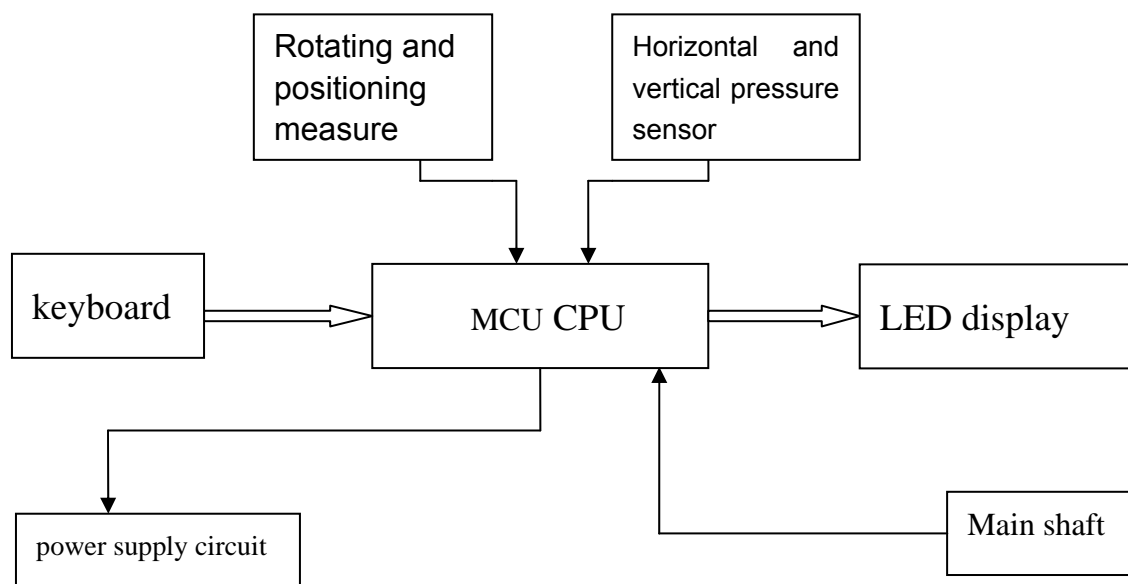 Rotating and
positioning
measure
Horizontal and
vertical pressure
sensor
keyboard
MCU CPU
LED display
power supply circuit
Main shaft